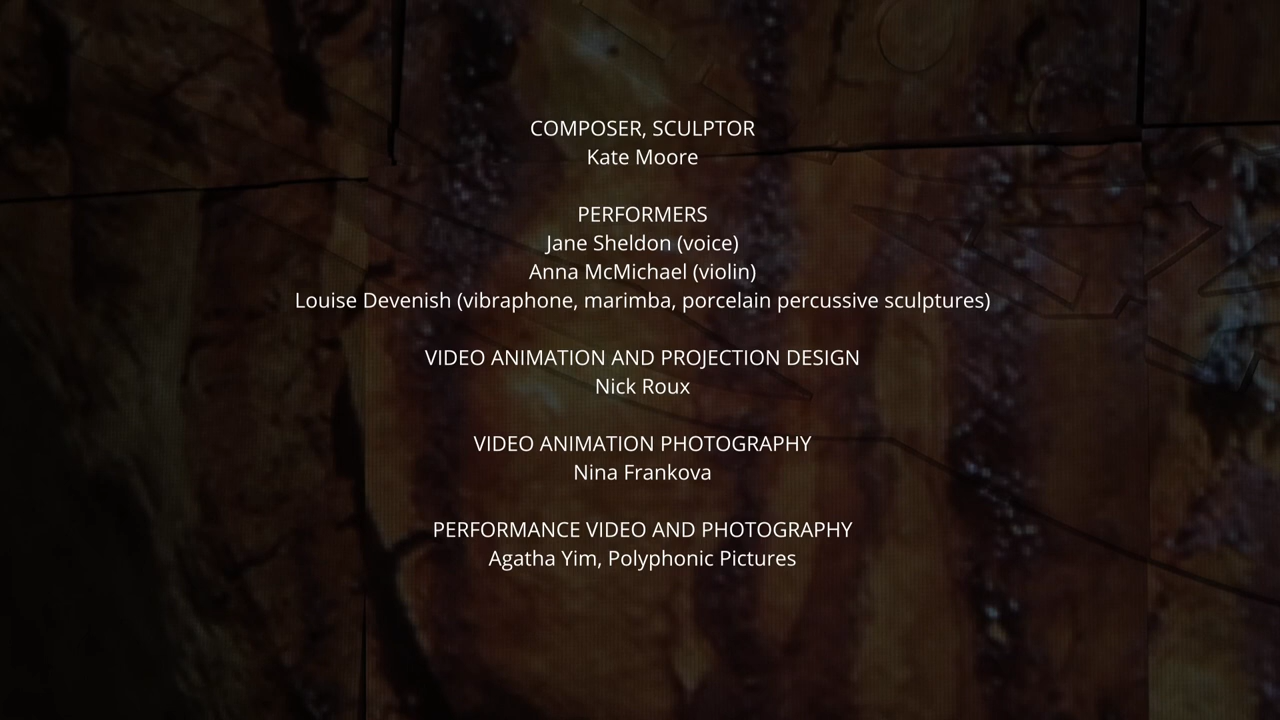 COMPOSER, SCULPTOR
Kate Moore
PERFORMERS
Jane Sheldon (voice)
Anna McMichael (violin)
Louise Devenish (vibraphone, marimba, porcelain percussive sculptures)
VIDEO ANIMATION AND PROJECTION DESIGN
Nick Roux
VIDEO ANIMATION PHOTOGRAPHY
Nina Frankova
PERFORMANCE VIDEO AND PHOTOGRAPHY
Agatha Yim, Polyphonic Pictures